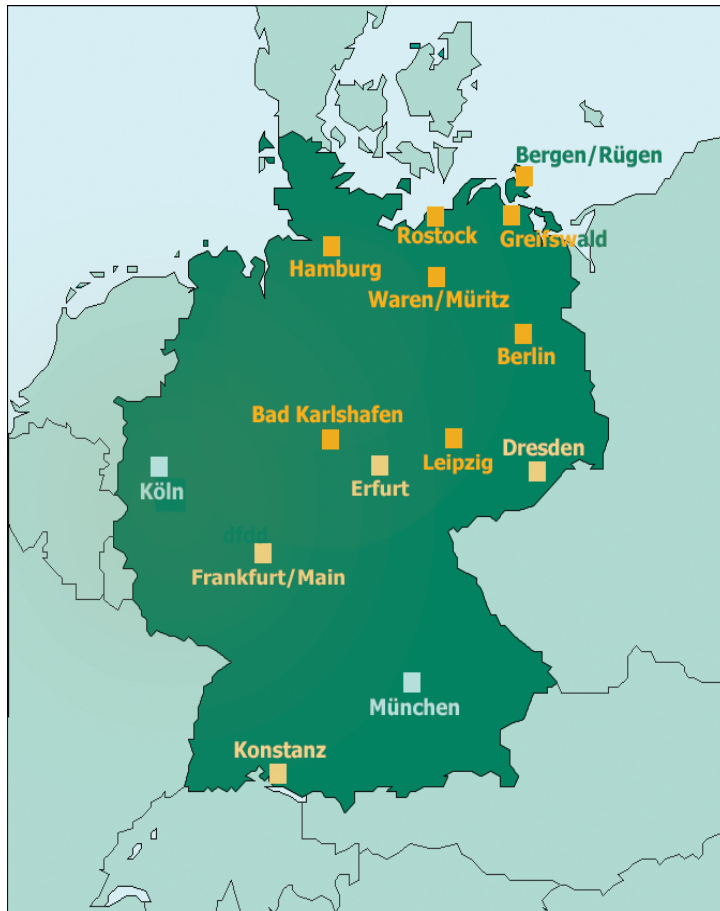 Bergen/Rügen
Rostock
Greifswald
Hamburg
Waren/Müritz
Berlin
Bad Karlshafen
Leipzig
Dresden
Köln
Erfurt
dfdd
Frankfurt/Main
München
Konstanz